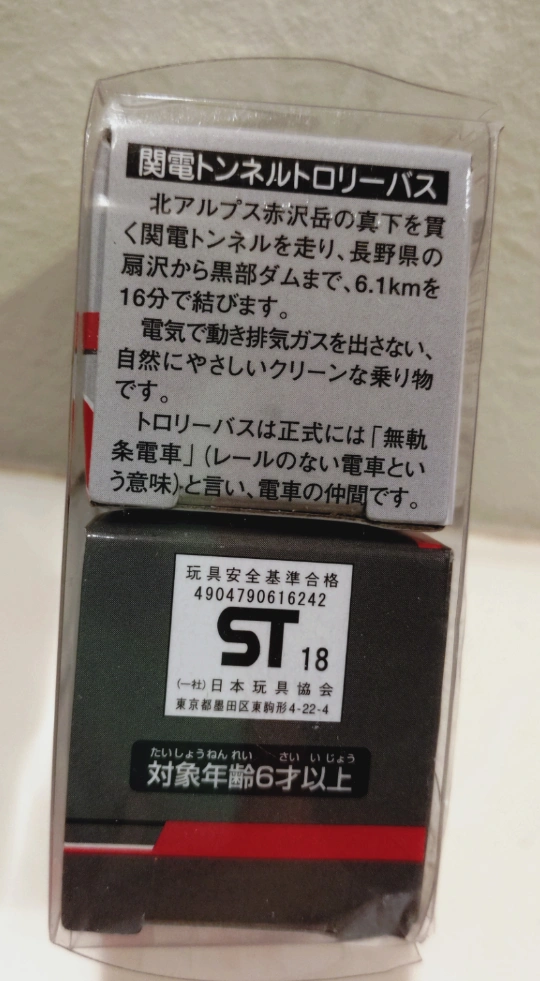 関電トンネルトロリーバス
北アルプス赤沢岳の真下を貫
く関電トンネルを走り、長野県の
扇沢から黒部ダムまで、6.1kmを
16分で結びます。
電気で動き排気ガスを出さない、
自然にやさしいクリーンな乗り物
です。
トロリーバスは正式には「無軌
条電車」(レールのない電車とい
う意味)と言い、電車の仲間です。
玩具安全基準合格
4904790616242
ST 18
(一社)日本玩具協会
東京都墨田区東駒形4-22-4
たいしょうねんれい さい いじょう
対象年齢6才以上